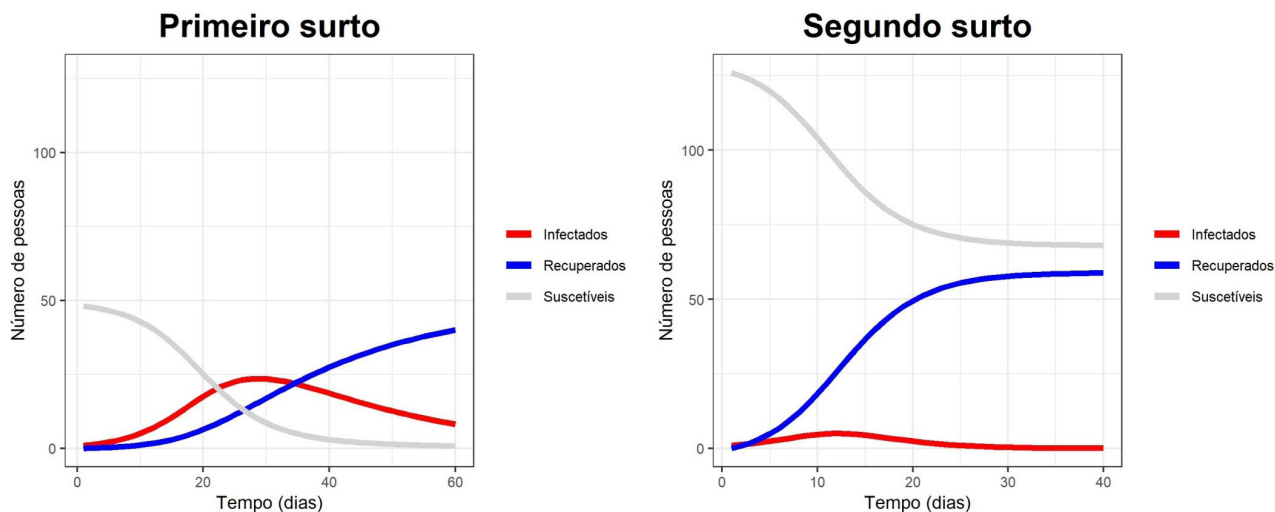 Primeiro surto
100
50
0
0
20
40
60
Número de pessoas
Tempo (dias)
Infectados
Recuperados
Suscetíveis
Segundo surto
100
50
0
0
10
20
30
40
Número de pessoas
Tempo (dias)
Infectados
Recuperados
Suscetíveis